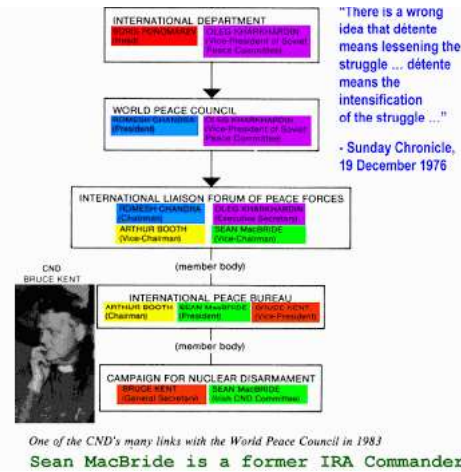 INTERNATIONAL DEPARTMENT
BORIS PONOMAREV
(Head)
OLEG KHARKHARDIN
(Vice-President of Soviet
Peace Committee)
"There is a wrong
idea that détente
means lessening the
struggle ... détente
means the
intensification
of the struggle ..."
- Sunday Chronicle,
19 December 1976
WORLD PEACE COUNCIL
ROMESH CHANDRA
(President)
OLEG KHARKHARDIN
(Vice-President of Soviet
Peace Committee)
INTERNATIONAL LIAISON FORUM OF PEACE FORCES
ROMESH CHANDRA
(Chairman)
OLEG KHARKHARDIN
(Executive Secretary)
ARTHUR BOOTH
(Vice-Chairman)
SEAN MacBRIDE
(Vice-Chairman)
(member body)
CND
BRUCE KENT
INTERNATIONAL PEACE BUREAU
ARTHUR BOOTH
(Chairman)
SEAN MacBRIDE
(President)
BRUCE KENT
(Vice-President)
(member body)
CAMPAIGN FOR NUCLEAR DISARMAMENT
BRUCE KENT
(General Secretary)
SEAN MacBRIDE
(Irish CND Committee)
One of the CND's many links with the World Peace Council in 1983
Sean MacBride is a former IRA Commander